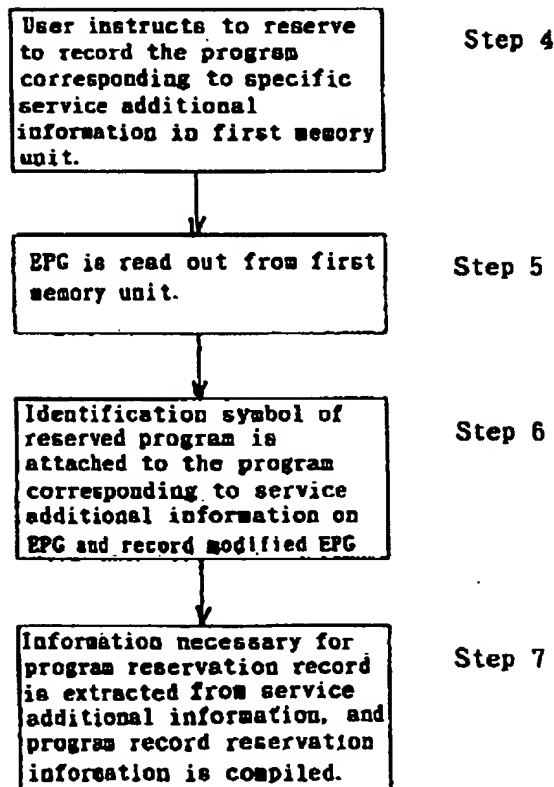 User instructs to reserve
to record the program
corresponding to specific
service additional
information in first memory
unit.
Step 4
EPG is read out from first
memory unit.
Step 5
Identification symbol of
reserved program is
attached to the program
corresponding to service
additional information on
EPG and record modified EPG
Step 6
Information necessary for
program reservation record
is extracted from service
additional information, and
program record reservation
information is compiled.
Step 7